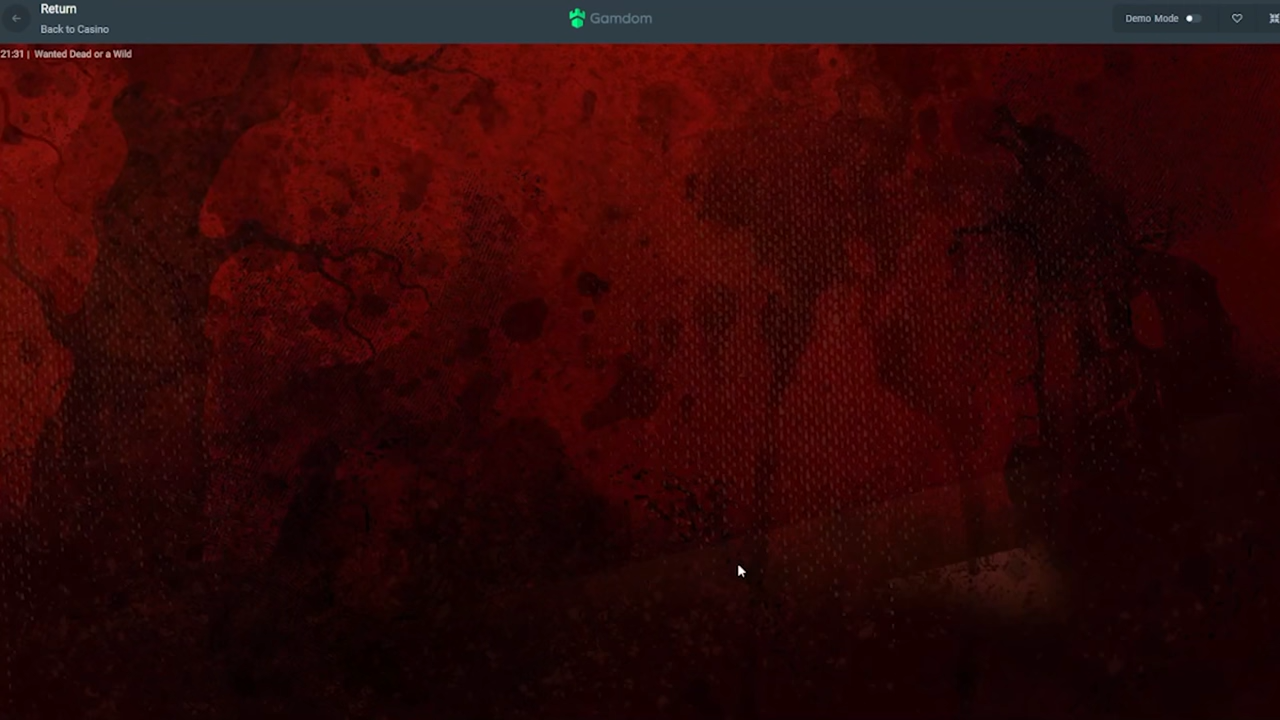 Return
Back to Casino
Gamdom
Demo Mode
21:31 | Wanted Dead or a Wild